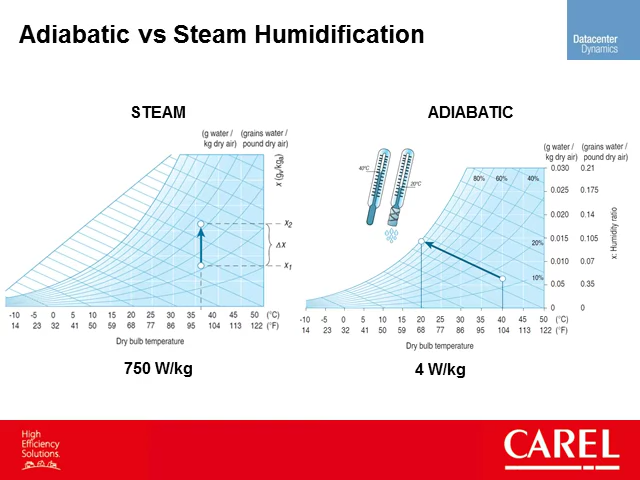 Adiabatic vs Steam Humidification
Datacenter
Dynamics
STEAM
ADIABATIC
(g water / (grains water /
kg dry air) pound dry air)
x (gv/kgda)
x2
Δx
x1
-10 -5 0 5 10 15 20 25 30 35 40 45 50 (°C)
14 23 32 41 50 59 68 77 86 95 104 113 122 (°F)
Dry bulb temperature
750 W/kg
(g water / (grains water /
kg dry air) pound dry air)
40°C
20°C
80% 60% 40%
20%
10%
0.030 0.21
0.025 0.175
0.020 0.14
0.015 0.105
0.010 0.07
0.05 0.35
0 0
x: Humidity ratio
-10 -5 0 5 10 15 20 25 30 35 40 45 50 (°C)
14 23 32 41 50 59 68 77 86 95 104 113 122 (°F)
Dry bulb temperature
4 W/kg
High
Efficiency
Solutions.
CAREL